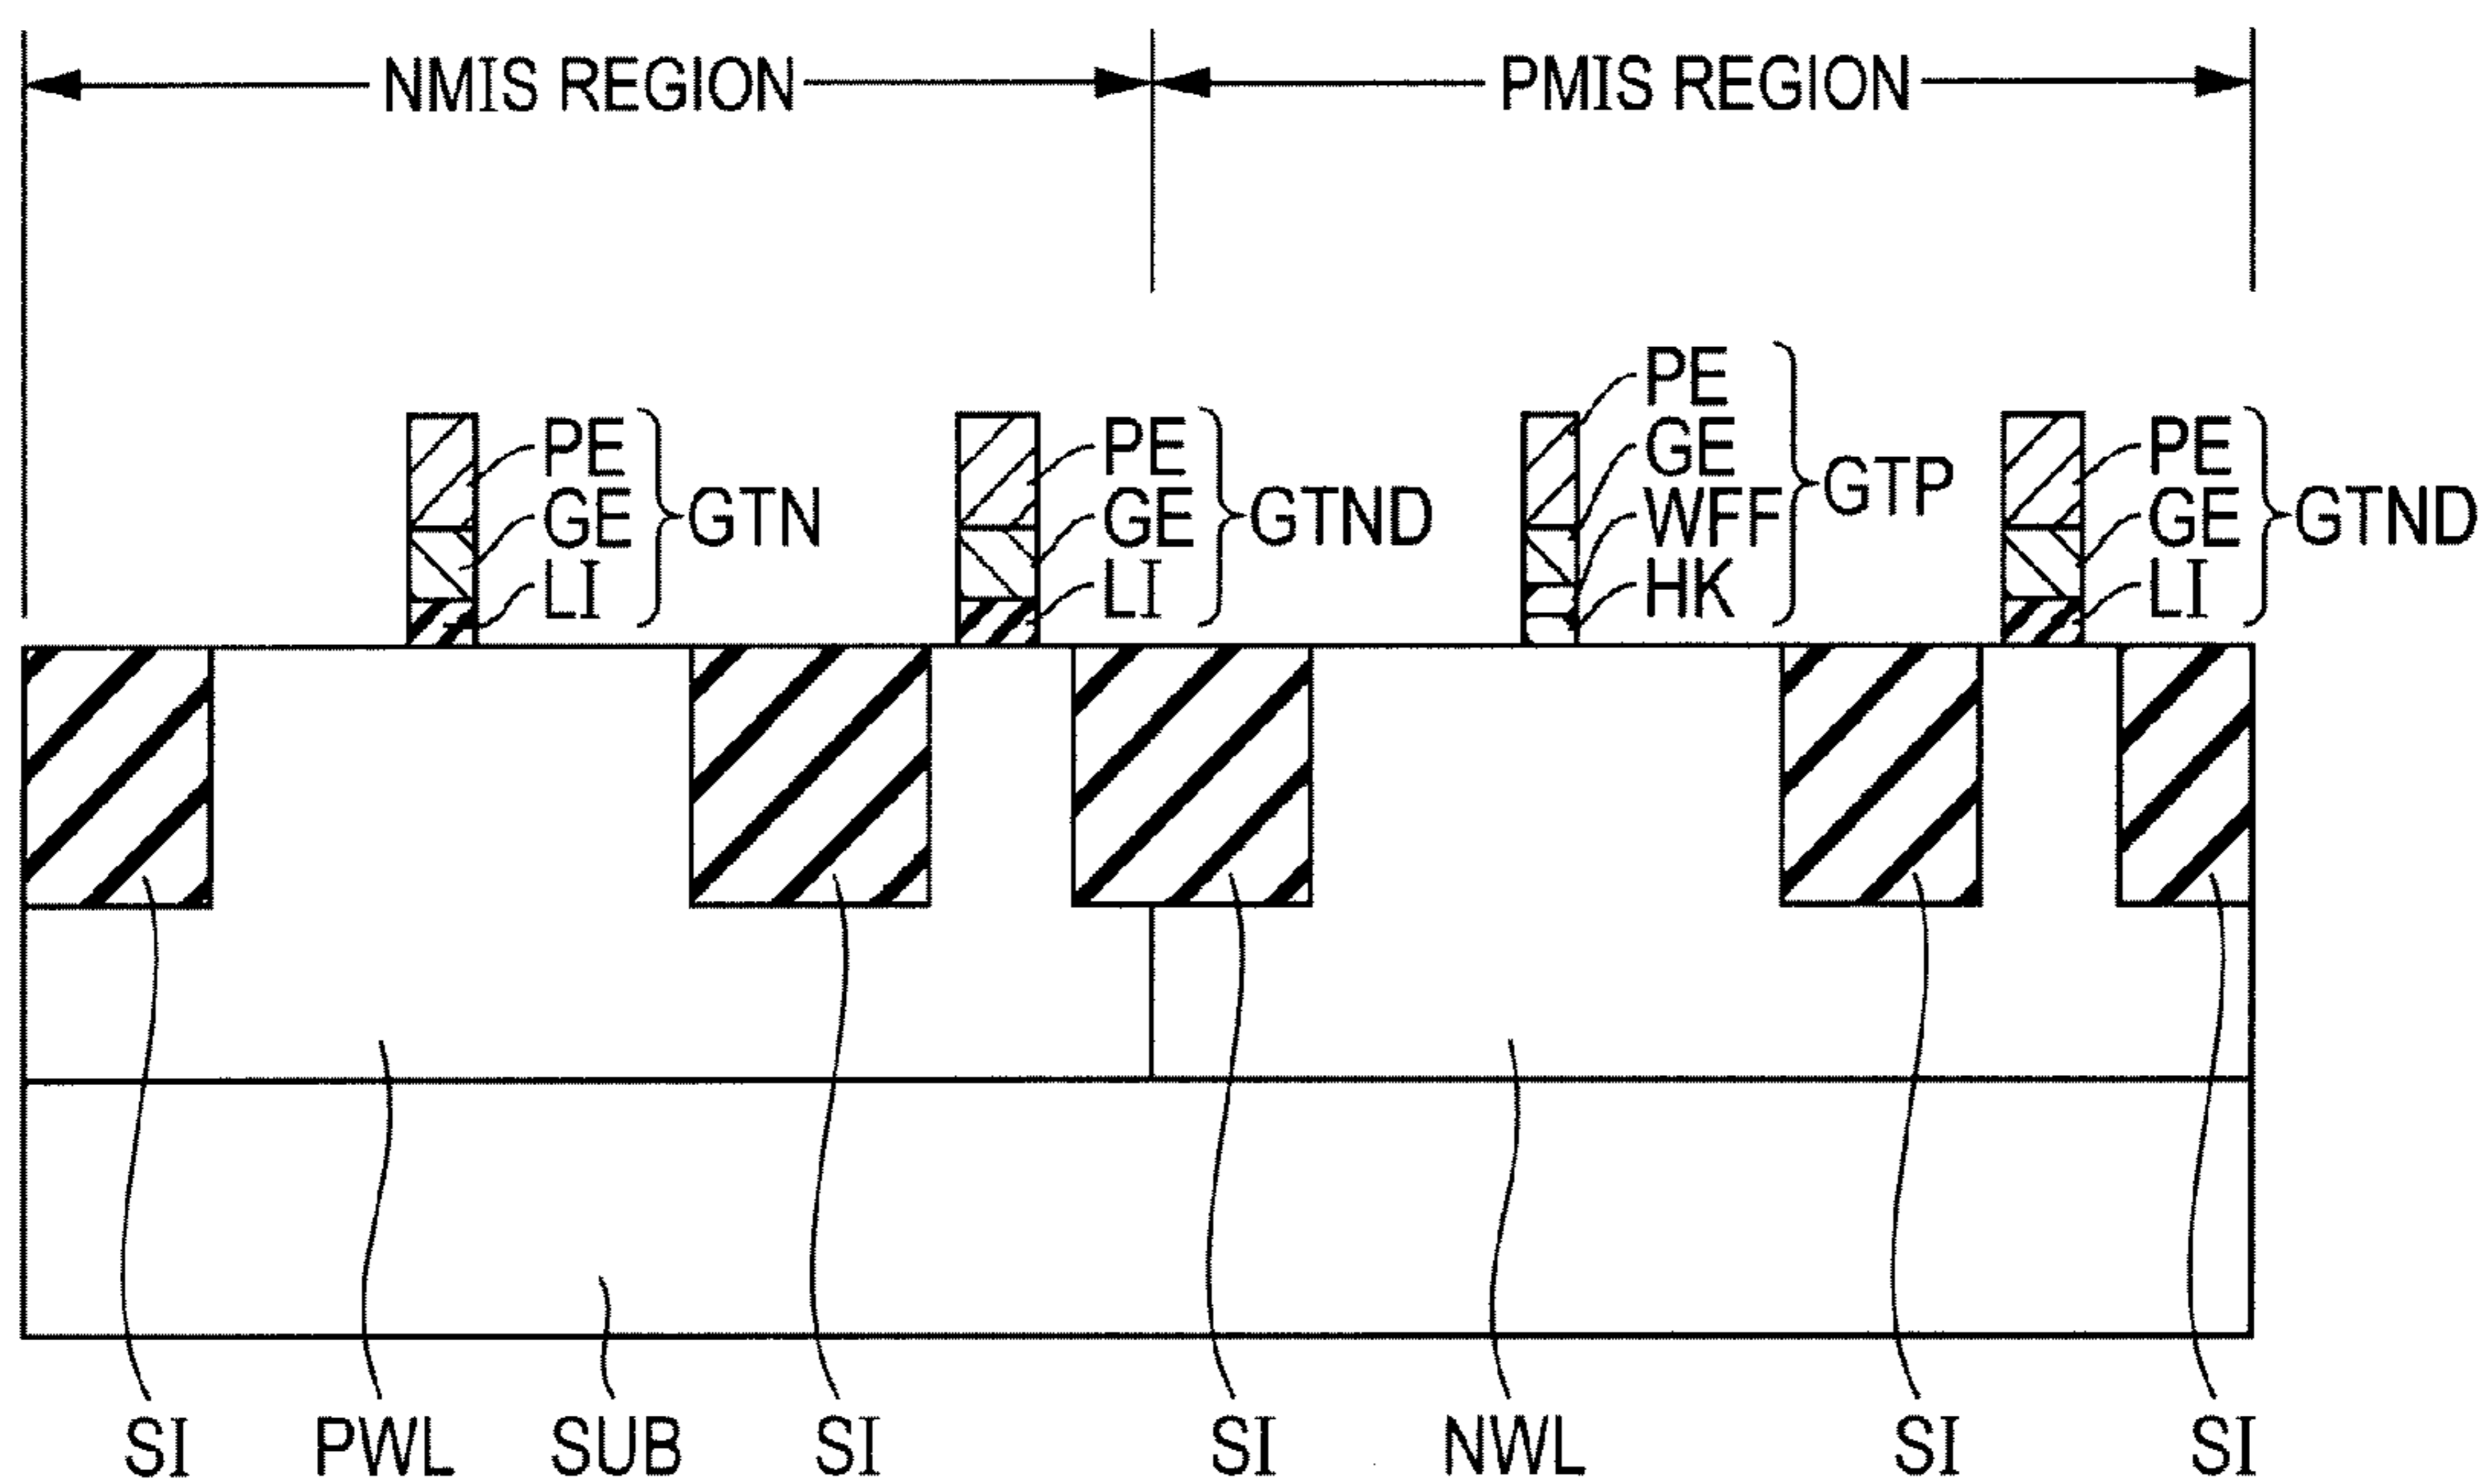 NMIS REGION PMIS REGION
PE
GE
LI
GTN
PE
GE
LI
GTND
PE
GE
WFF
HK
GTP
PE
GE
LI
GTND
SI PWL SUB SI SI NWL SI SI